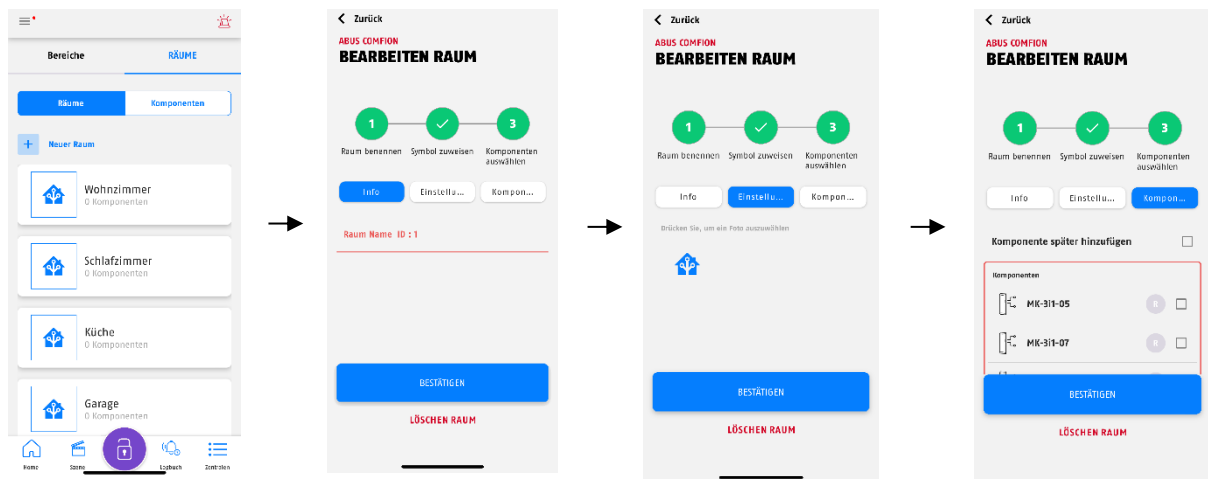 Bereiche RÄUME
Räume Komponenten
+ Neuer Raum
Wohnzimmer
0 Komponenten
Schlafzimmer
0 Komponenten
Küche
0 Komponenten
Garage
0 Komponenten
Home Szene Logbuch Zentralen
Zurück
ABUS COMFION
BEARBEITEN RAUM
1 3
Raum benennen Symbol zuweisen Komponenten
auswählen
Info Einstellu... Kompon...
Raum Name ID : 1
BESTÄTIGEN
LÖSCHEN RAUM
Zurück
ABUS COMFION
BEARBEITEN RAUM
1 3
Raum benennen Symbol zuweisen Komponenten
auswählen
Info Einstellu... Kompon...
Drücken Sie, um ein Foto auszuwählen
BESTÄTIGEN
LÖSCHEN RAUM
Zurück
ABUS COMFION
BEARBEITEN RAUM
1 3
Raum benennen Symbol zuweisen Komponenten
auswählen
Info Einstellu... Kompon...
Komponente später hinzufügen
Komponenten
MK-3i1-05 R
MK-3i1-07 R
BESTÄTIGEN
LÖSCHEN RAUM